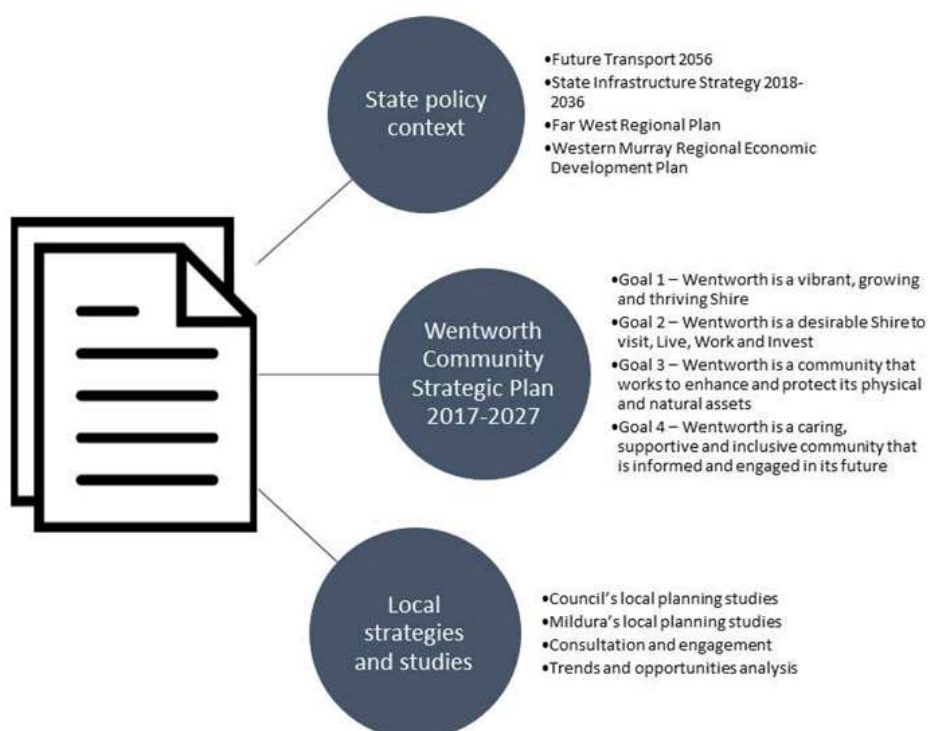 State policy
context
•Future Transport 2056
•State Infrastructure Strategy 2018-
2036
•Far West Regional Plan
•Western Murray Regional Economic
Development Plan
Wentworth
Community
Strategic Plan
2017-2027
•Goal 1 – Wentworth is a vibrant, growing
and thriving Shire
•Goal 2 – Wentworth is a desirable Shire to
visit, Live, Work and Invest
•Goal 3 – Wentworth is a community that
works to enhance and protect its physical
and natural assets
•Goal 4 – Wentworth is a caring,
supportive and inclusive community that
is informed and engaged in its future
Local
strategies
and studies
•Council's local planning studies
•Mildura's local planning studies
•Consultation and engagement
•Trends and opportunities analysis